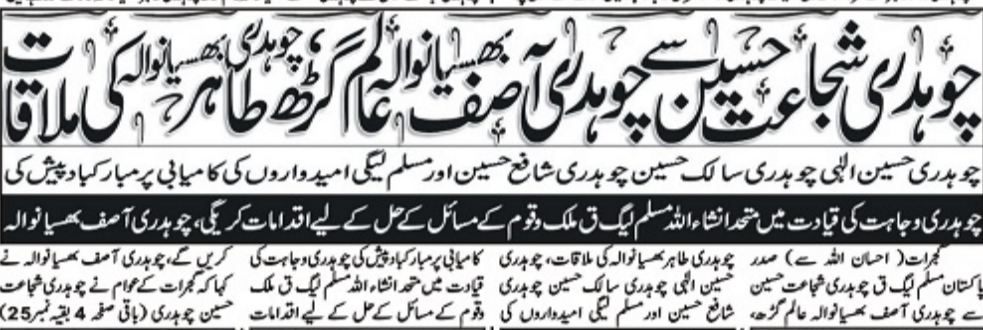 چوہدری شجاعت حسین سے چوہدری آصف بھسیانوالہ عالم گڑھ، چوہدری طاہر بھسیانوالہ کی ملاقات
چوہدری حسین الٰہی چوہدری سالک حسین چوہدری شافع حسین اور مسلم لیگی امیدواروں کی کامیابی پر مبارکباد پیش کی
چوہدری وجاہت کی قیادت میں متحد انشاء اللہ مسلم لیگ ق ملک وقوم کے مسائل کے حل کے لیے اقدامات کریگی، چوہدری آصف بھسیانوالہ
گجرات( احسان اللہ سے) صدر
پاکستان مسلم لیگ ق چوہدری شجاعت حسین
سے چوہدری آصف بھسیانوالہ عالم گڑھ،
چوہدری طاہر بھسیانوالہ کی ملاقات، چوہدری
حسین الٰہی چوہدری سالک حسین چوہدری
شافع حسین اور مسلم لیگی امیدواروں کی
کامیابی پر مبارکباد پیش کی چوہدری وجاہت کی
قیادت میں متحد انشاء اللہ مسلم لیگ ق ملک
وقوم کے مسائل کے حل کے لیے اقدامات
کریں گے، چوہدری آصف بھسیانوالہ نے
کہا کہ گجرات کے عوام نے چوہدری شجاعت
حسین چوہدری (باقی صفحہ 4 بقیہ نمبر25)